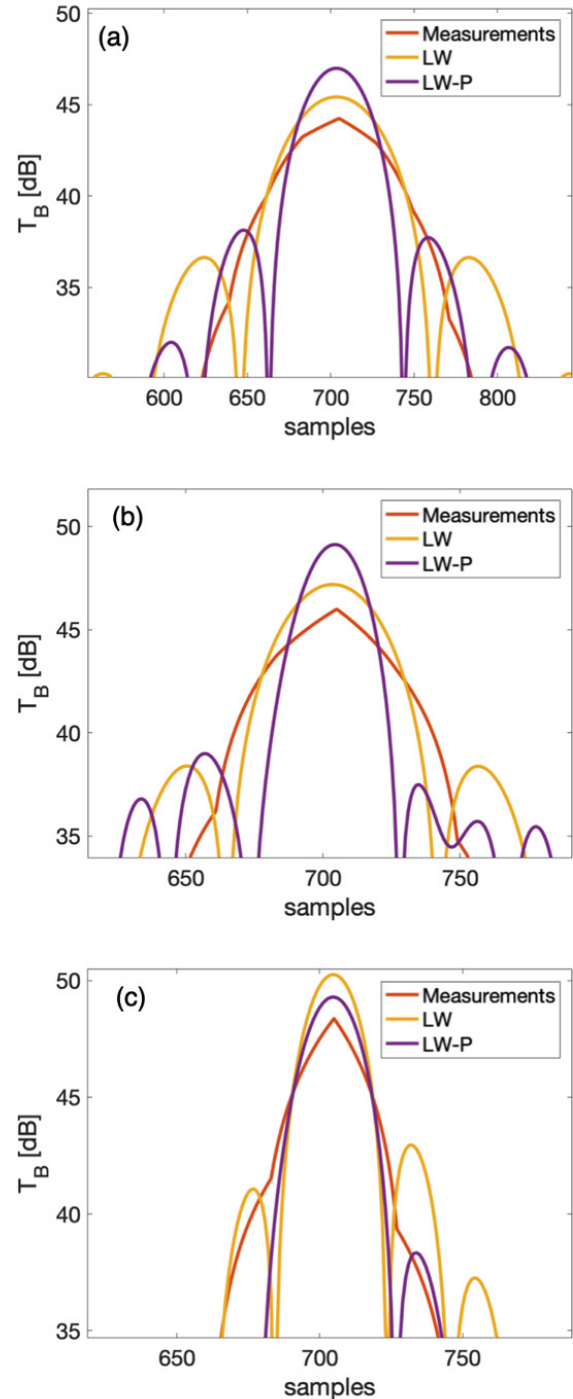 (a)
Measurements
LW
LW-P
50
45
40
35
T_B [dB]
600 650 700 750 800
samples
(b)
Measurements
LW
LW-P
50
45
40
35
T_B [dB]
650 700 750
samples
(c)
Measurements
LW
LW-P
50
45
40
35
T_B [dB]
650 700 750
samples